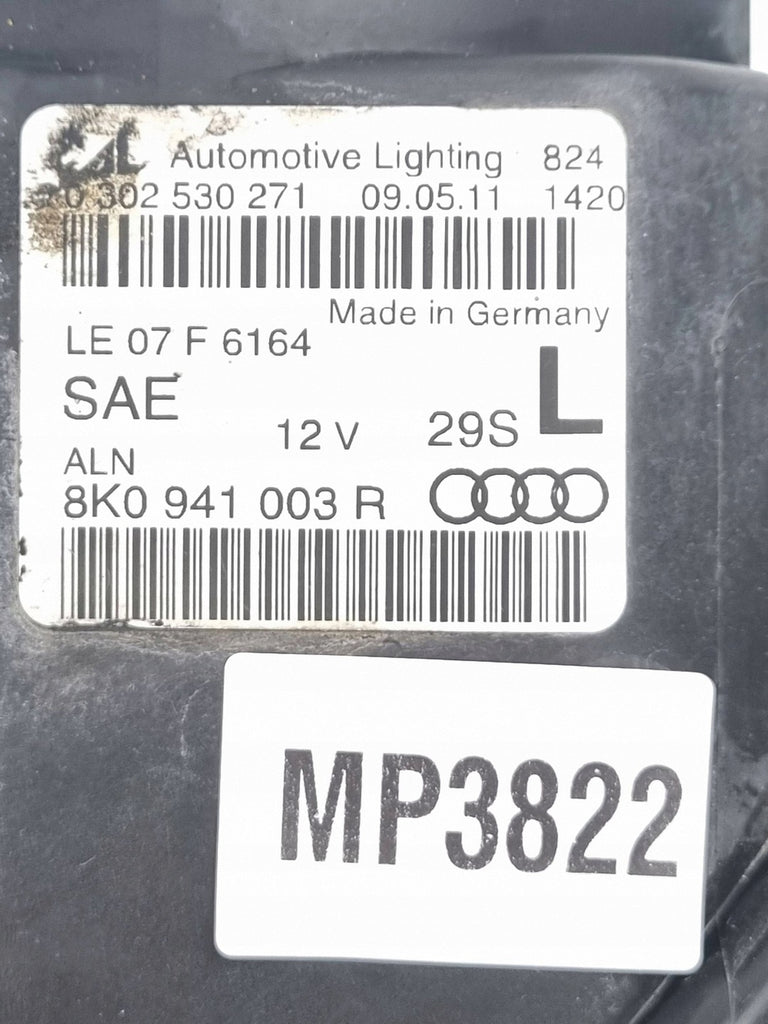 AL Automotive Lighting 824
0 302 530 271 09.05.11 1420
Made in Germany
LE 07 F 6164
SAE
12 V 29S L
ALN
8K0 941 003 R
MP3822